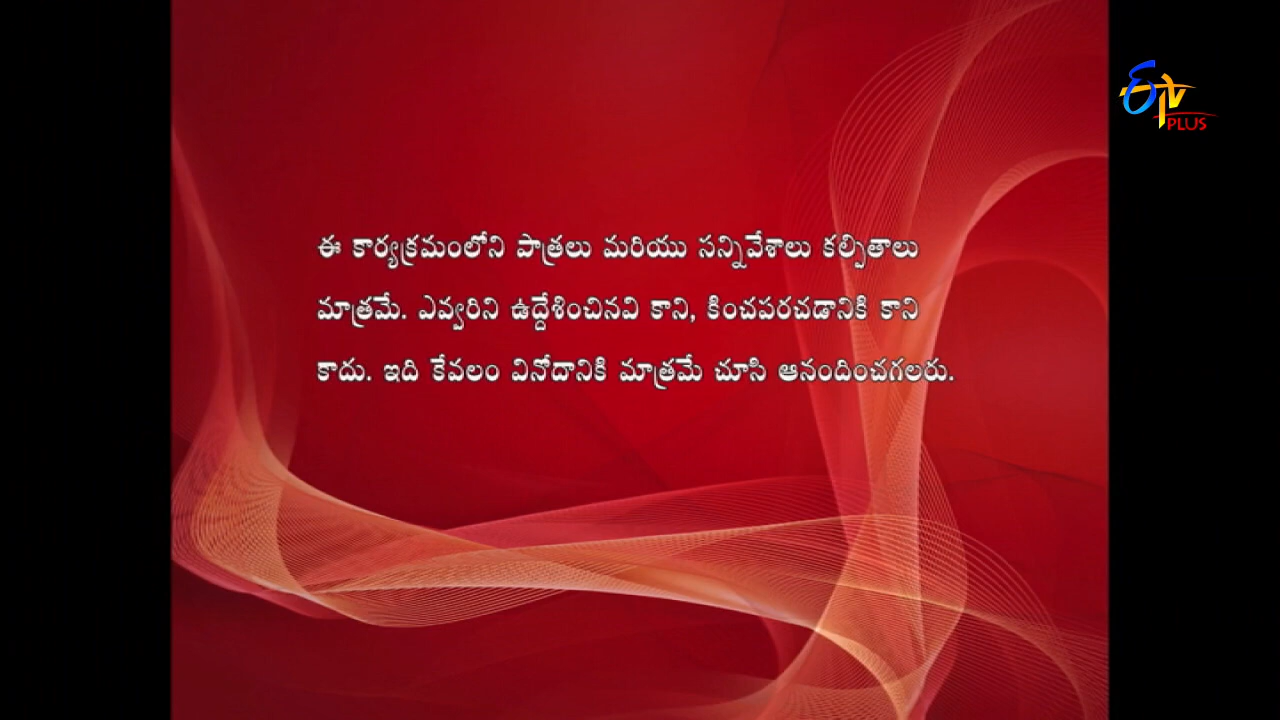 ఈ కార్యక్రమంలోని పాత్రలు మరియు సన్నివేశాలు కల్పితాలు
మాత్రమే. ఎవ్వరిని ఉద్దేశించినవి కాని, కించపరచడానికి కాని
కాదు. ఇది కేవలం వినోదానికి మాత్రమే చూసి ఆనందించగలరు.
ETV
PLUS